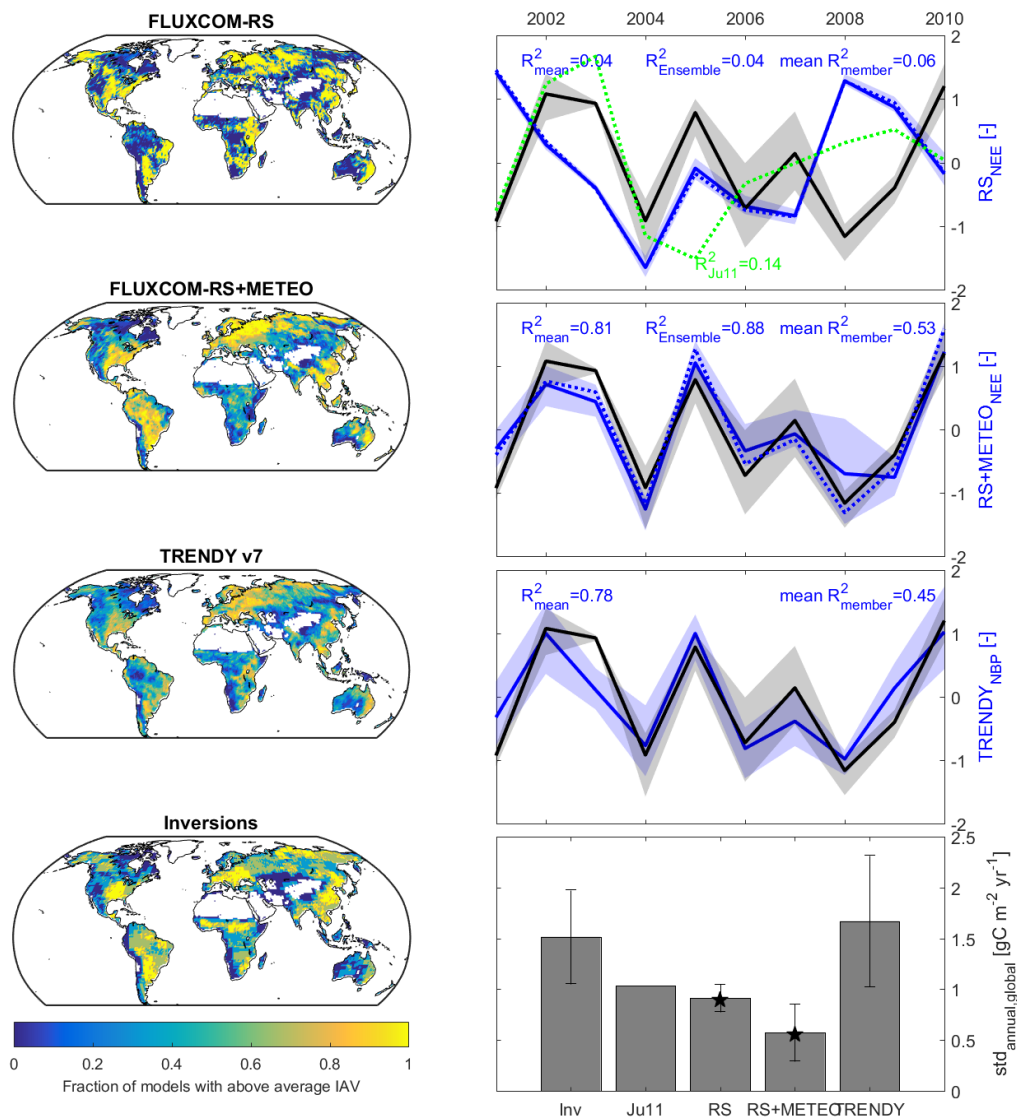 FLUXCOM-RS
2002 2004 2006 2008 2010
R²mean=0.04 R²Ensemble=0.04 mean R²member=0.06
R²Ju11=0.14
2
1
0
-1
-2
RSNEE [-]
FLUXCOM-RS+METEO
R²mean=0.81 R²Ensemble=0.88 mean R²member=0.53
2
1
0
-1
-2
RS+METEONEE [-]
TRENDY v7
R²mean=0.78 mean R²member=0.45
2
1
0
-1
-2
TRENDYNBP [-]
Inversions
0 0.2 0.4 0.6 0.8 1
Fraction of models with above average IAV
2.5
2
1.5
1
0.5
0
stdannual,global [gC m-2 yr-1]
Inv Ju11 RS RS+METEO TRENDY